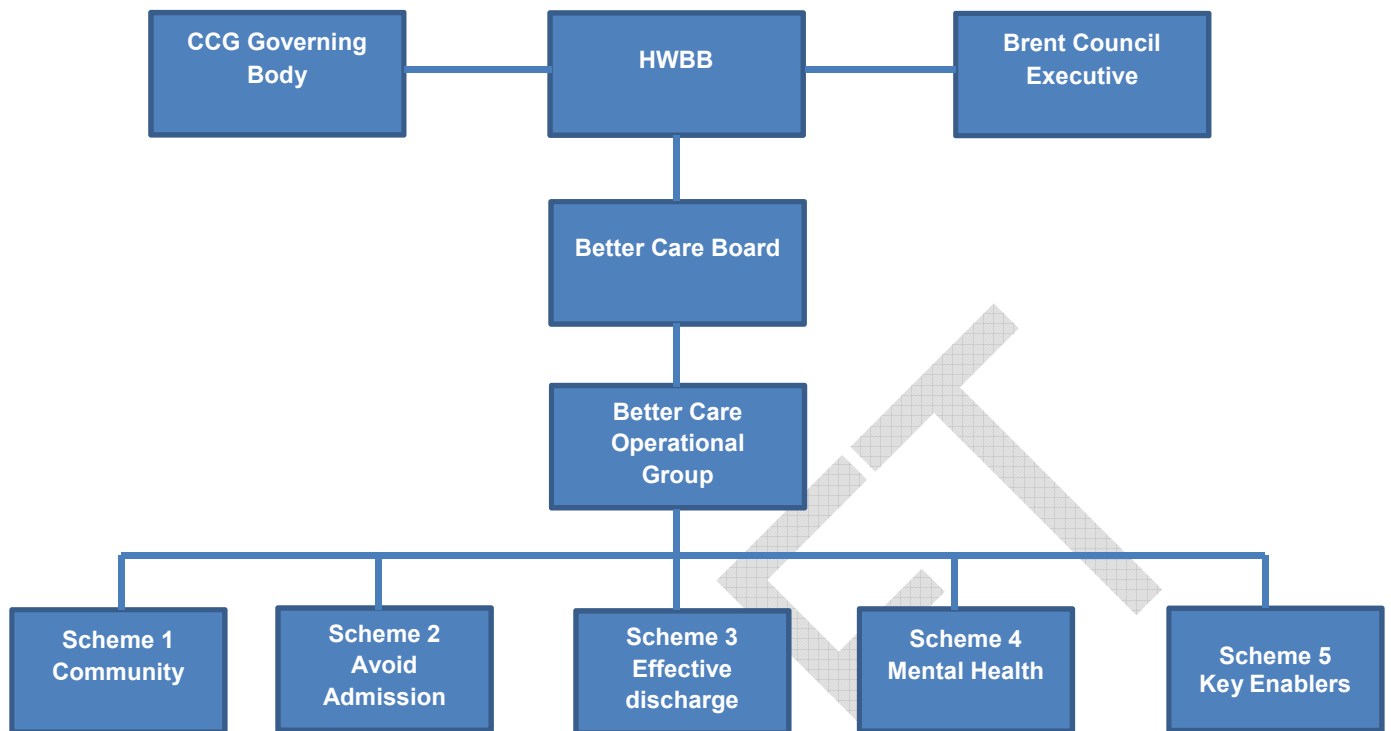 CCG Governing
Body
HWBB
Brent Council
Executive
Better Care Board
Better Care
Operational
Group
Scheme 1
Community
Scheme 2
Avoid
Admission
Scheme 3
Effective
discharge
Scheme 4
Mental Health
Scheme 5
Key Enablers